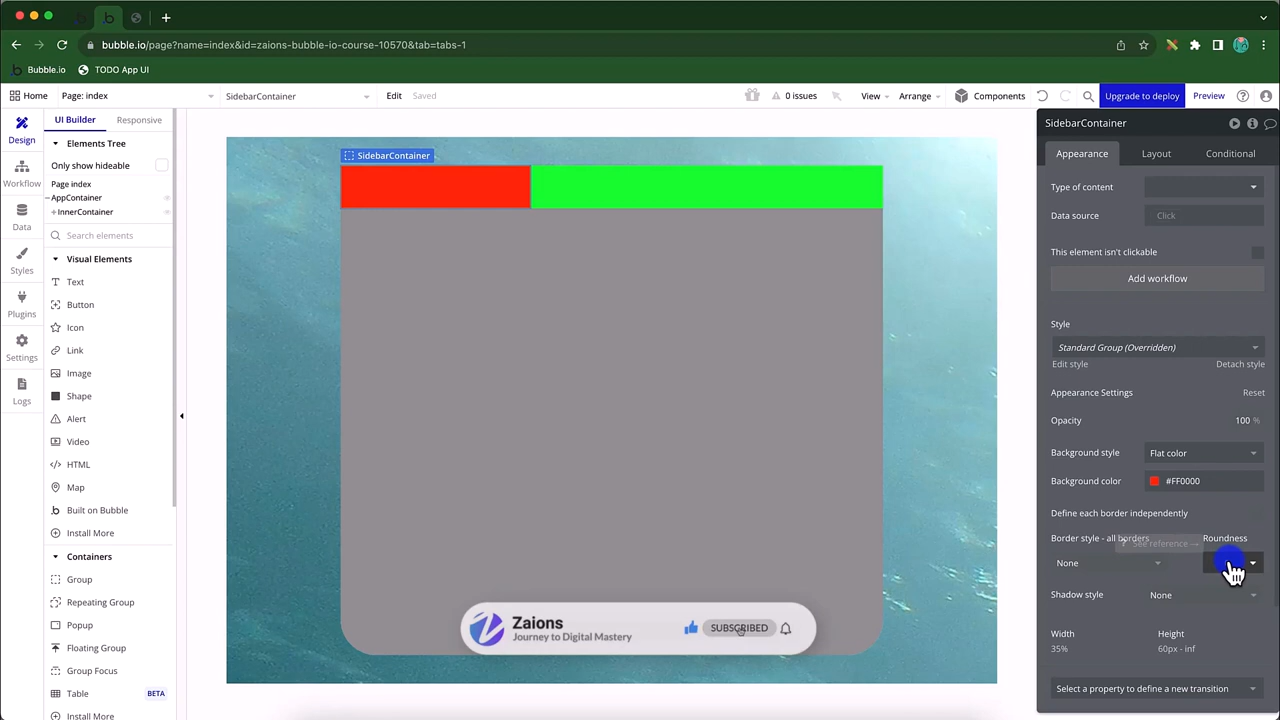 bubble.io/page?name=index&id=zaions-bubble-io-course-10570&tab=tabs-1
Bubble.io
TODO App UI
Home
Page: index
SidebarContainer
Edit
Saved
0 issues
View
Arrange
Components
Upgrade to deploy
Preview
Design
Workflow
Data
Styles
Plugins
Settings
Logs
UI Builder
Responsive
Elements Tree
Only show hideable
Page index
AppContainer
InnerContainer
Search elements
Visual Elements
Text
Button
Icon
Link
Image
Shape
Alert
Video
HTML
Map
Built on Bubble
Install More
Containers
Group
Repeating Group
Popup
Floating Group
Group Focus
Table
BETA
Install More
SidebarContainer
Zaions
Journey to Digital Mastery
SUBSCRIBED
SidebarContainer
Appearance
Layout
Conditional
Type of content
Data source
Click
This element isn't clickable
Add workflow
Style
Standard Group (Overridden)
Edit style
Detach style
Appearance Settings
Reset
Opacity
100 %
Background style
Flat color
Background color
#FF0000
Define each border independently
Border style - all borders
Roundness
See reference
None
Shadow style
None
Width
Height
35%
60px - inf
Select a property to define a new transition